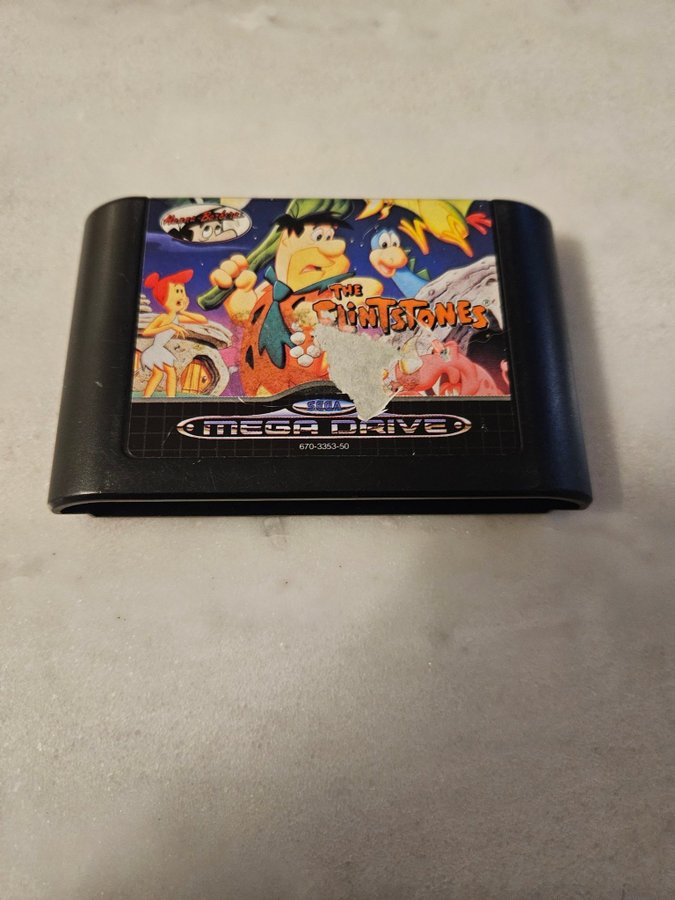 Hanna-Barbera
THE
FLINTSTONES®
SEGA
MEGA DRIVE
670-3353-50